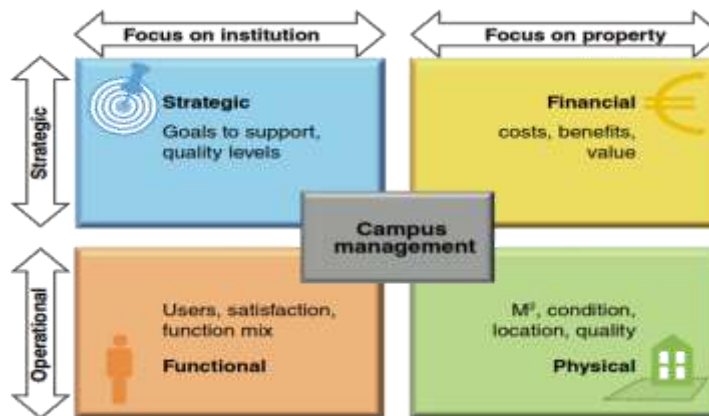 Focus on institution
Focus on property
Strategic
Strategic
Goals to support,
quality levels
Financial
costs, benefits,
value
Campus
management
Operational
Users, satisfaction,
function mix
Functional
M², condition,
location, quality
Physical